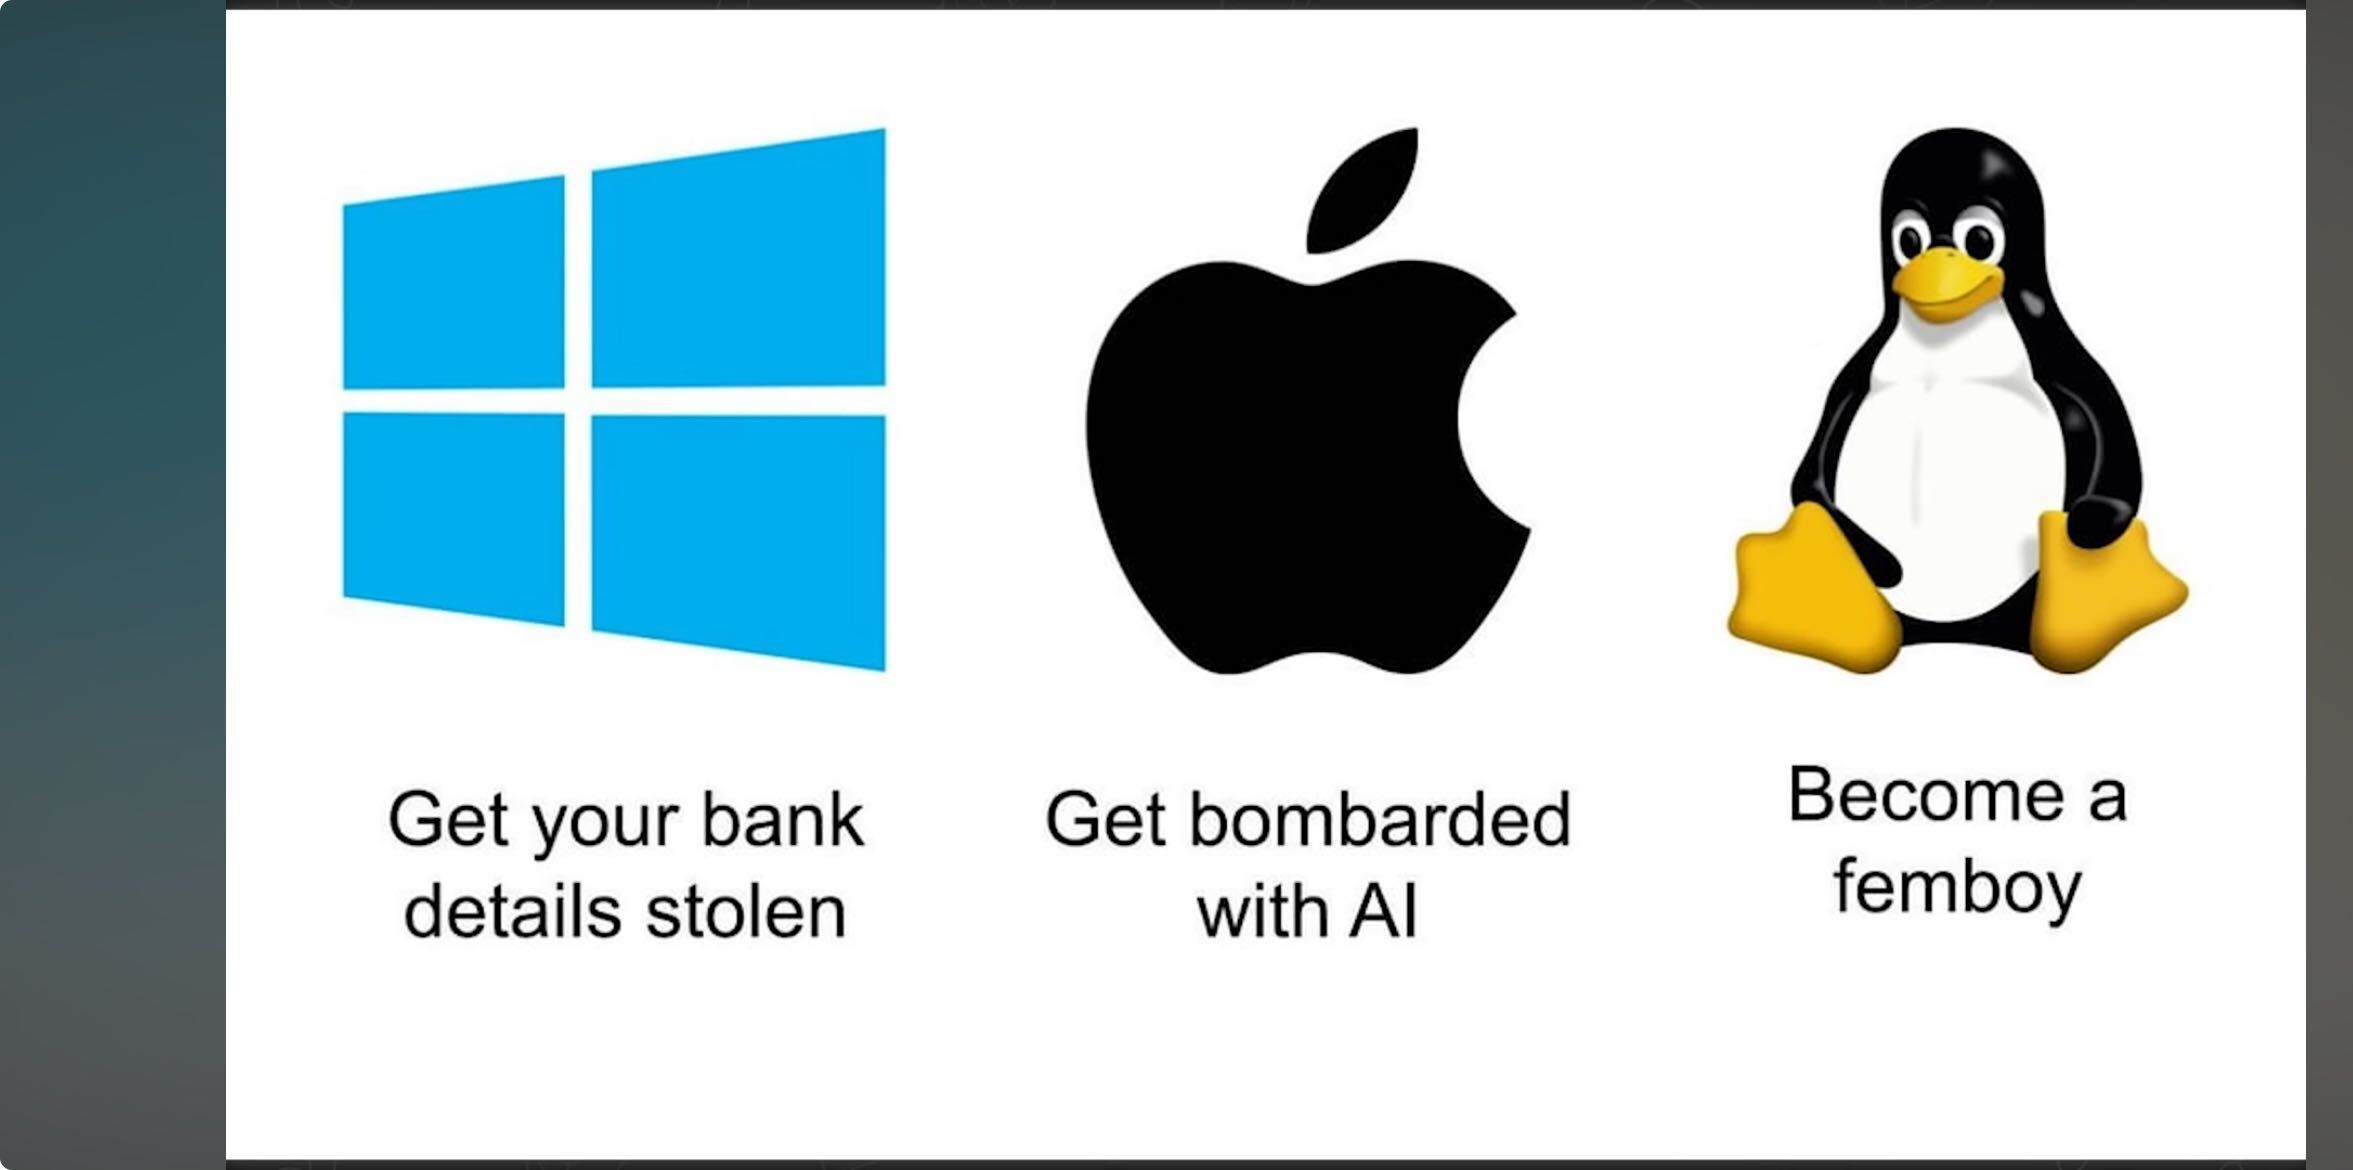 Get your bank
details stolen
Get bombarded
with AI
Become a
femboy